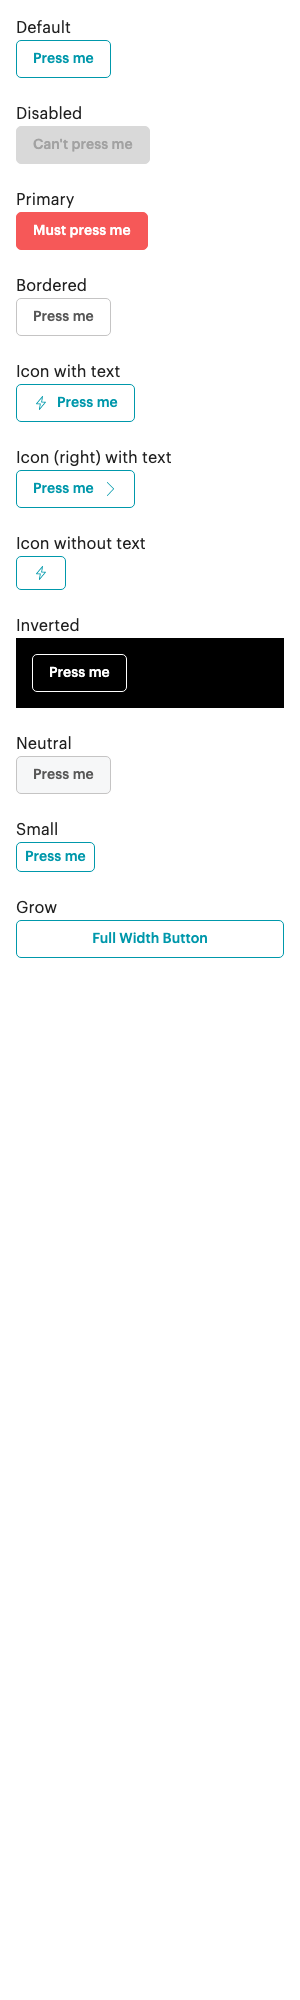 Default
Press me
Disabled
Can't press me
Primary
Must press me
Bordered
Press me
Icon with text
Press me
Icon (right) with text
Press me
Icon without text
Inverted
Press me
Neutral
Press me
Small
Press me
Grow
Full Width Button